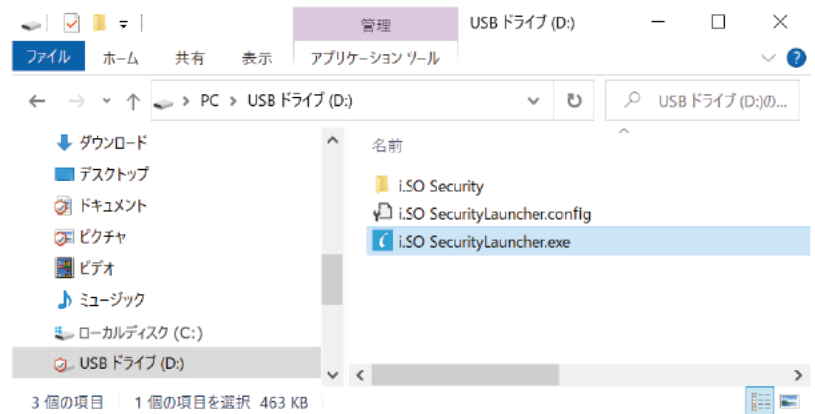 管理
USB ドライブ (D:)
ファイル ホーム 共有 表示 アプリケーション ツール
PC > USB ドライブ (D:)
USB ドライブ (D:)の...
ダウンロード
デスクトップ
ドキュメント
ピクチャ
ビデオ
ミュージック
ローカルディスク (C:)
USB ドライブ (D:)
名前
i.SO Security
i.SO SecurityLauncher.config
i.SO SecurityLauncher.exe
3 個の項目 1 個の項目を選択 463 KB